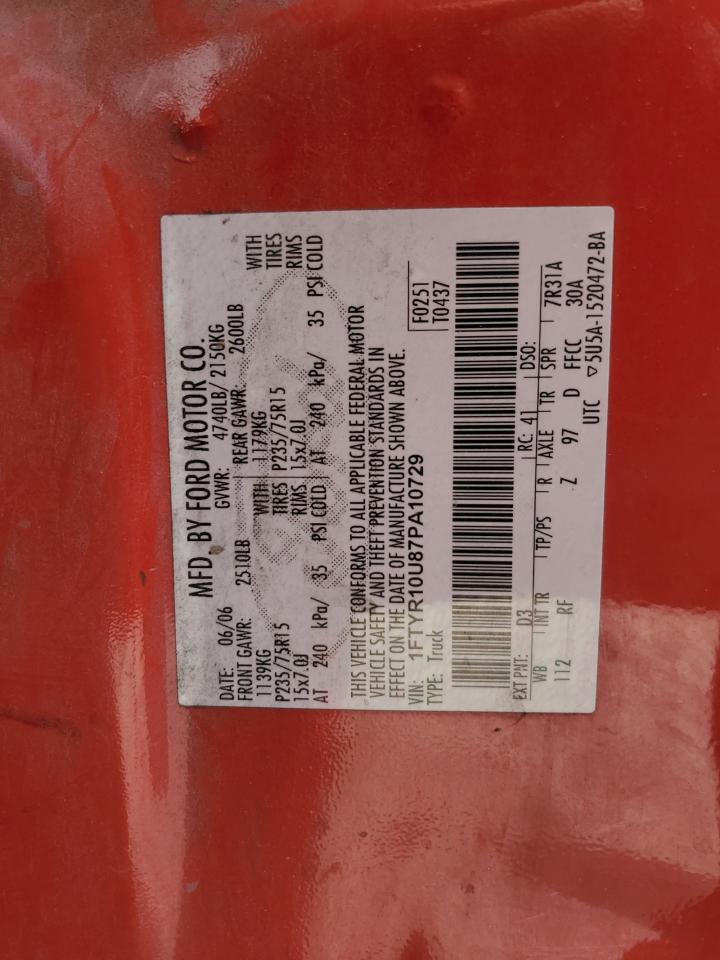 MFD. BY FORD MOTOR CO.
DATE: 06/06 GVWR: 4740LB/ 2150KG
FRONT GAWR: 2510LB REAR GAWR: 2600LB
1139KG WITH 1179KG WITH
P235/75R15 TIRES P235/75R15 TIRES
15x7.0J RIMS 15x7.0J RIMS
AT 240 kPa/ 35 PSI COLD AT 240 kPa/ 35 PSI COLD
THIS VEHICLE CONFORMS TO ALL APPLICABLE FEDERAL MOTOR
VEHICLE SAFETY AND THEFT PREVENTION STANDARDS IN
EFFECT ON THE DATE OF MANUFACTURE SHOWN ABOVE.
VIN: 1FTYR10U87PA10729 F0251
TYPE: Truck T0437
EXT PNT: D3 RC: 41 DSO:
WB INT TR TP/PS R AXLE TR SPR 7R31A
112 RF Z 97 D FFCC 30A
UTC ▽5U5A-1520472-BA